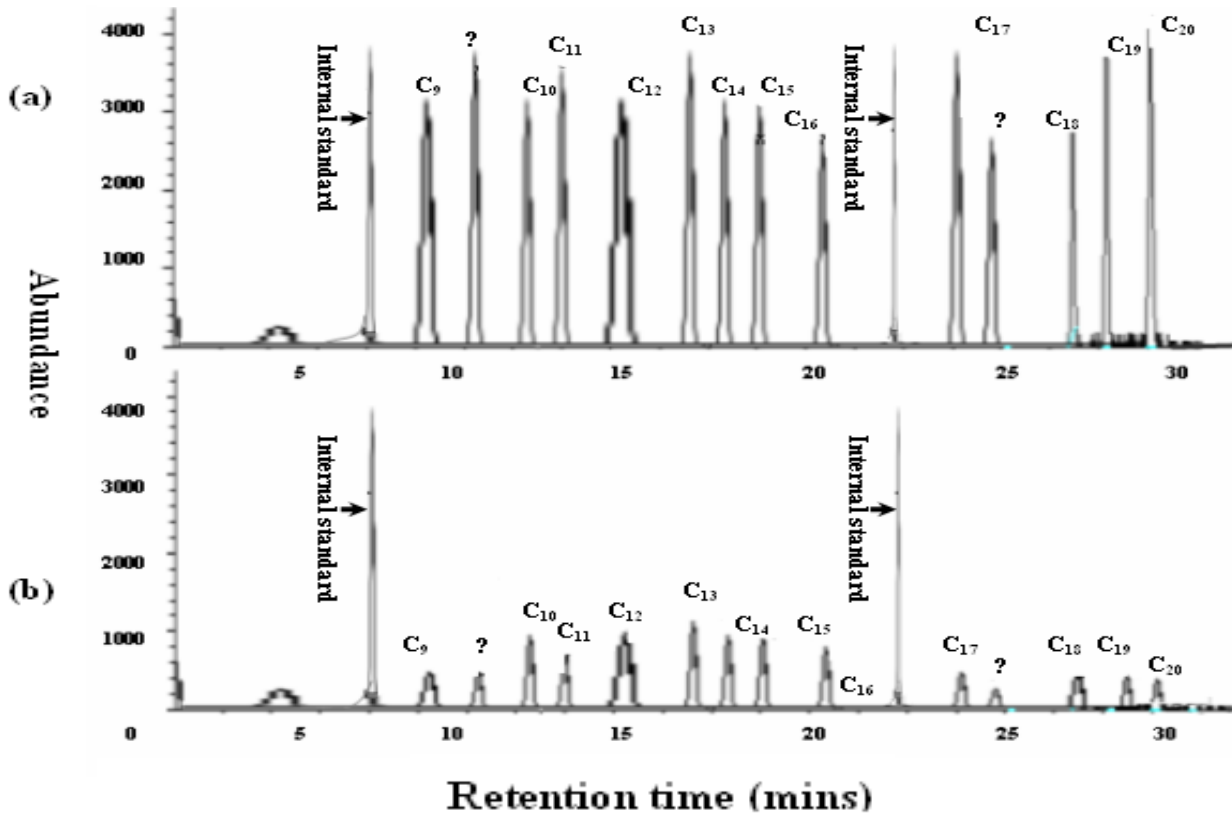 (a)
4000
3000
2000
1000
0
Internal standard
C₉
?
C₁₀
C₁₁
C₁₂
C₁₃
C₁₄
C₁₅
C₁₆
Internal standard
C₁₇
?
C₁₈
C₁₉
C₂₀
5
10
15
20
25
30
Abundance
(b)
4000
3000
2000
1000
0
Internal standard
C₉
?
C₁₀
C₁₁
C₁₂
C₁₃
C₁₄
C₁₅
C₁₆
Internal standard
C₁₇
?
C₁₈
C₁₉
C₂₀
5
10
15
20
25
30
Retention time (mins)